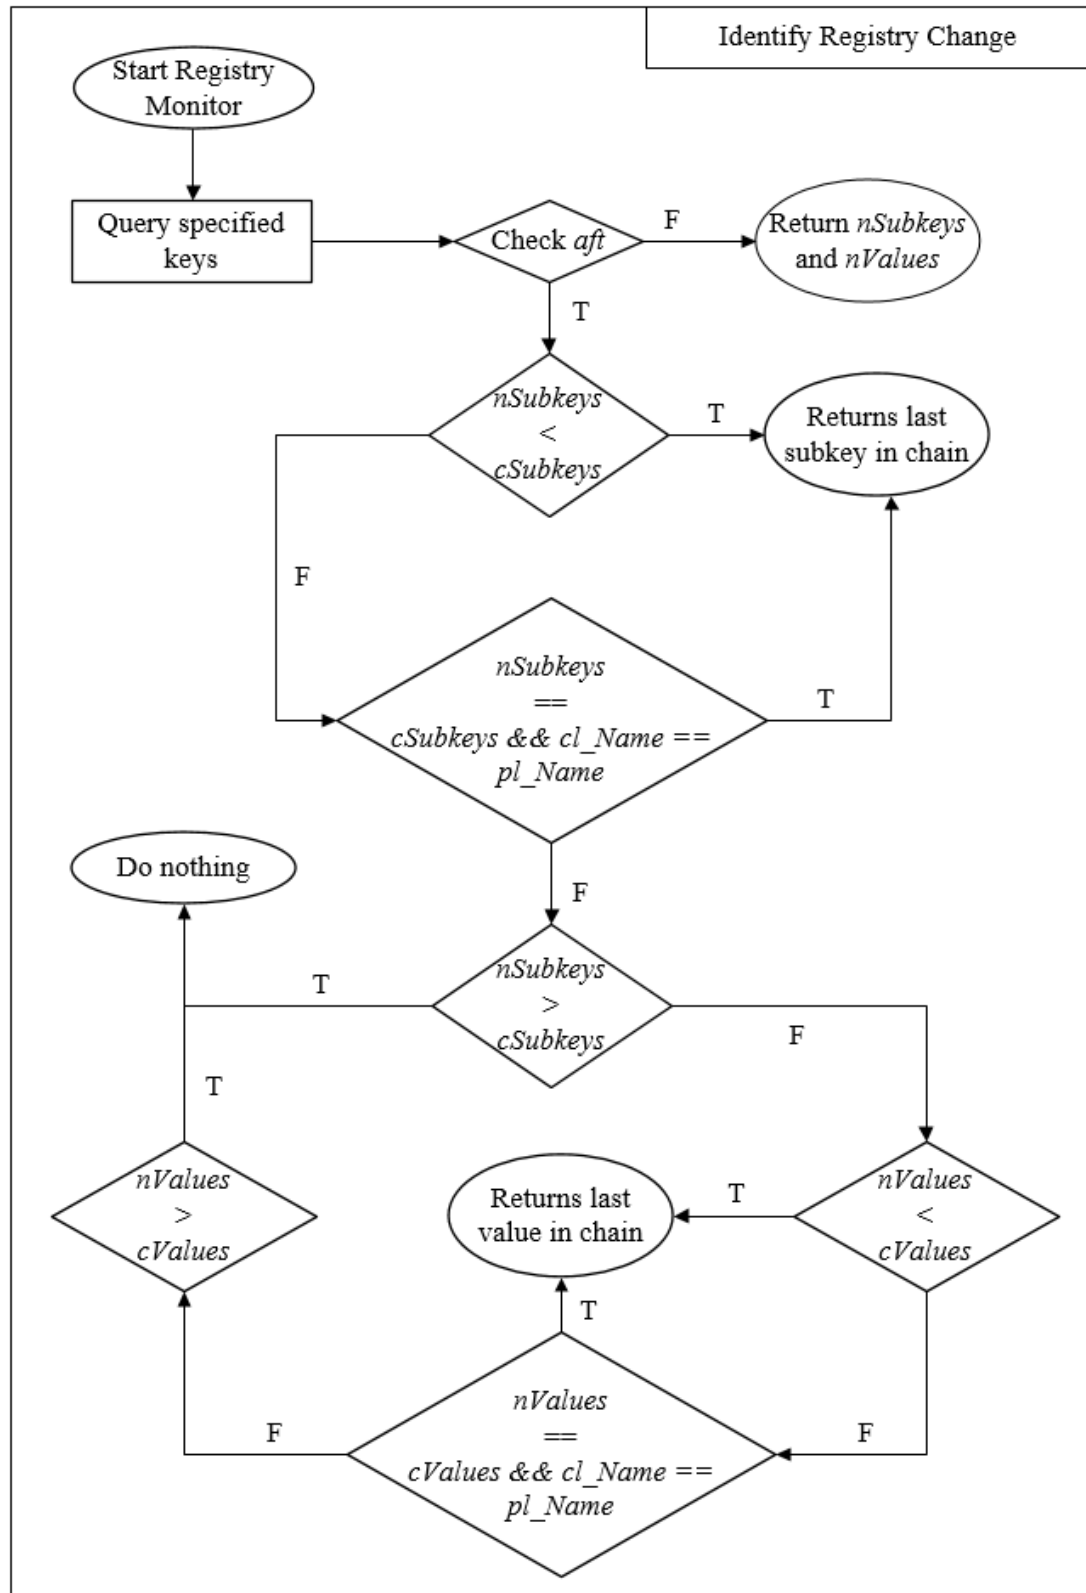 Identify Registry Change
Start Registry
Monitor
Query specified
keys
Check aft
F
Return nSubkeys
and nValues
T
nSubkeys
<
cSubkeys
T
Returns last
subkey in chain
F
nSubkeys
==
cSubkeys && cl_Name ==
pl_Name
T
Do nothing
F
nSubkeys
>
cSubkeys
T
F
T
nValues
>
cValues
Returns last
value in chain
T
nValues
<
cValues
T
F
nValues
==
cValues && cl_Name ==
pl_Name
F